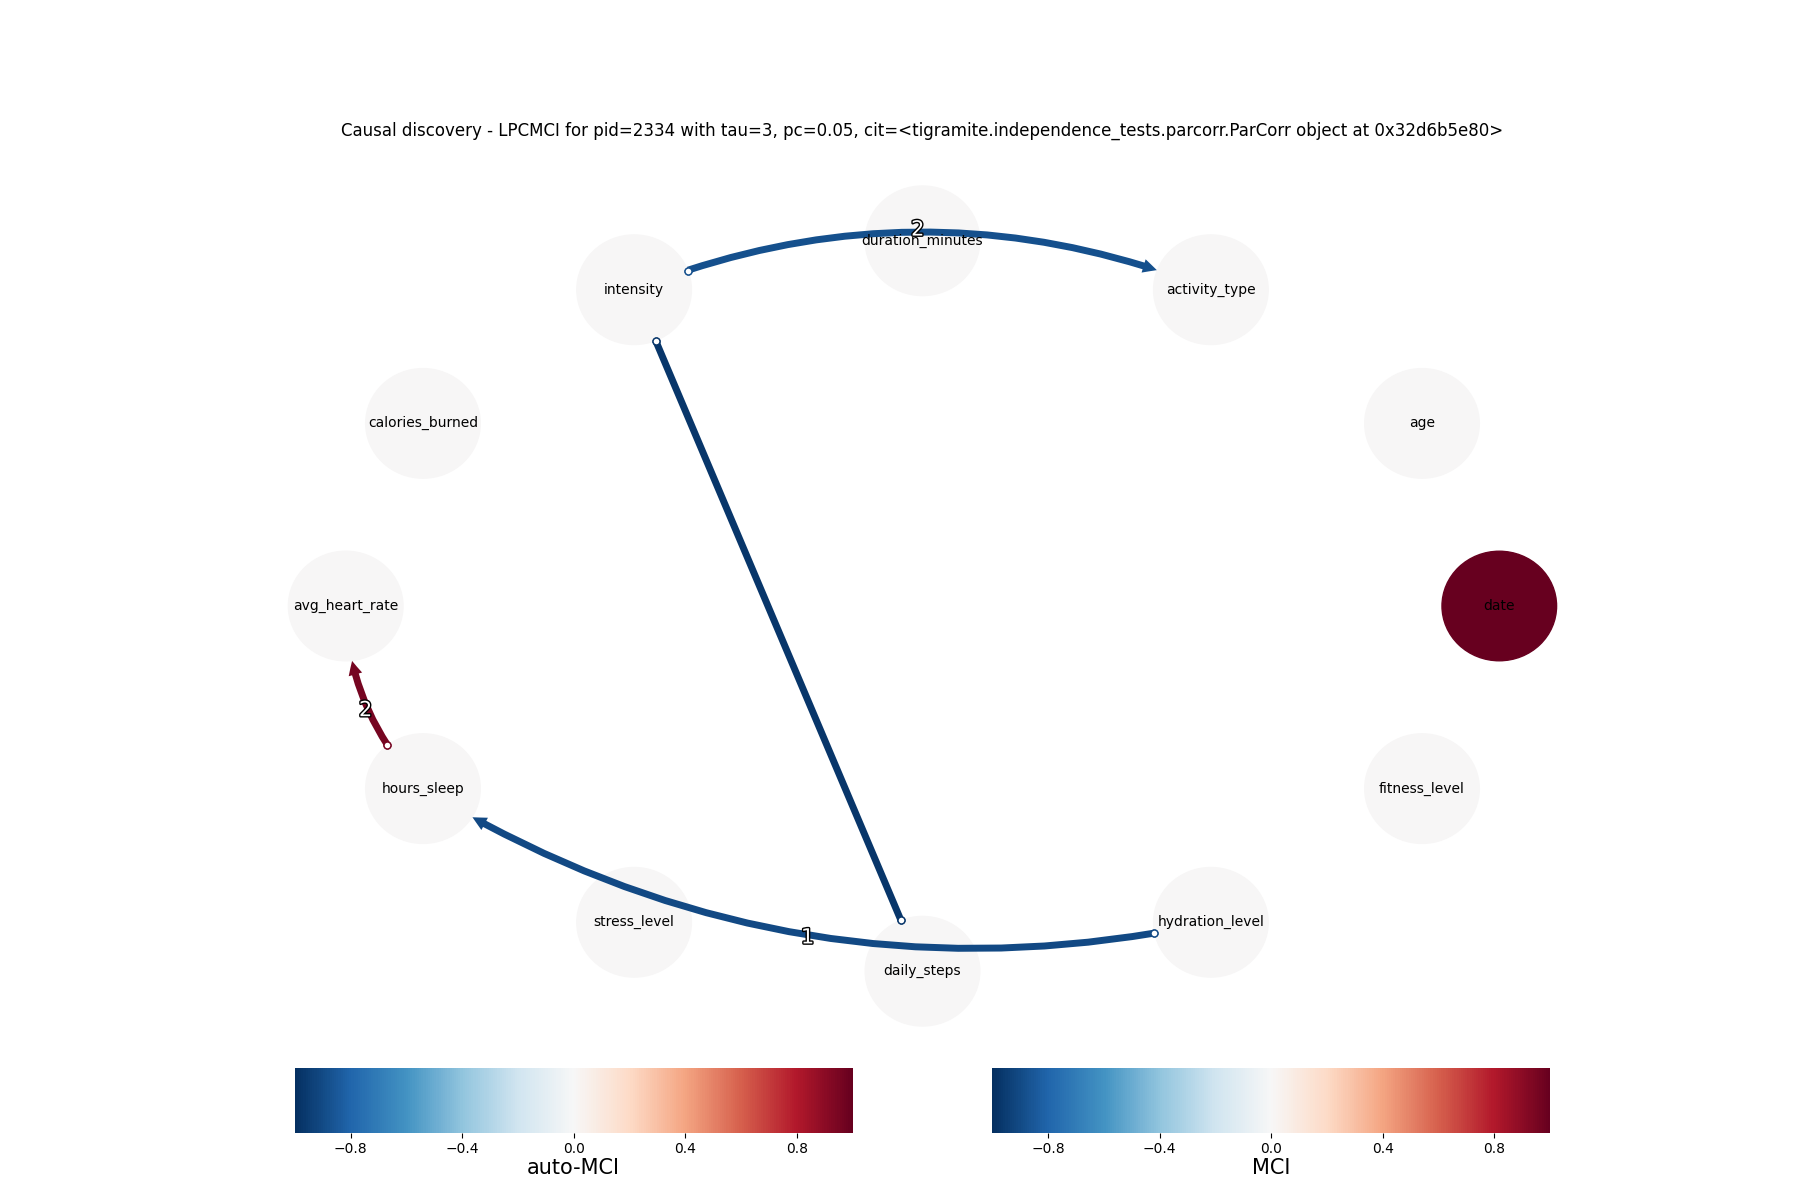 Causal discovery - LPCMCI for pid=2334 with tau=3, pc=0.05, cit=<tigramite.independence_tests.parcorr.ParCorr object at 0x32d6b5e80>
2
duration_minutes
intensity
activity_type
calories_burned
age
avg_heart_rate
date
2
hours_sleep
fitness_level
stress_level
hydration_level
1
daily_steps
−0.8 −0.4 0.0 0.4 0.8
auto-MCI
−0.8 −0.4 0.0 0.4 0.8
MCI